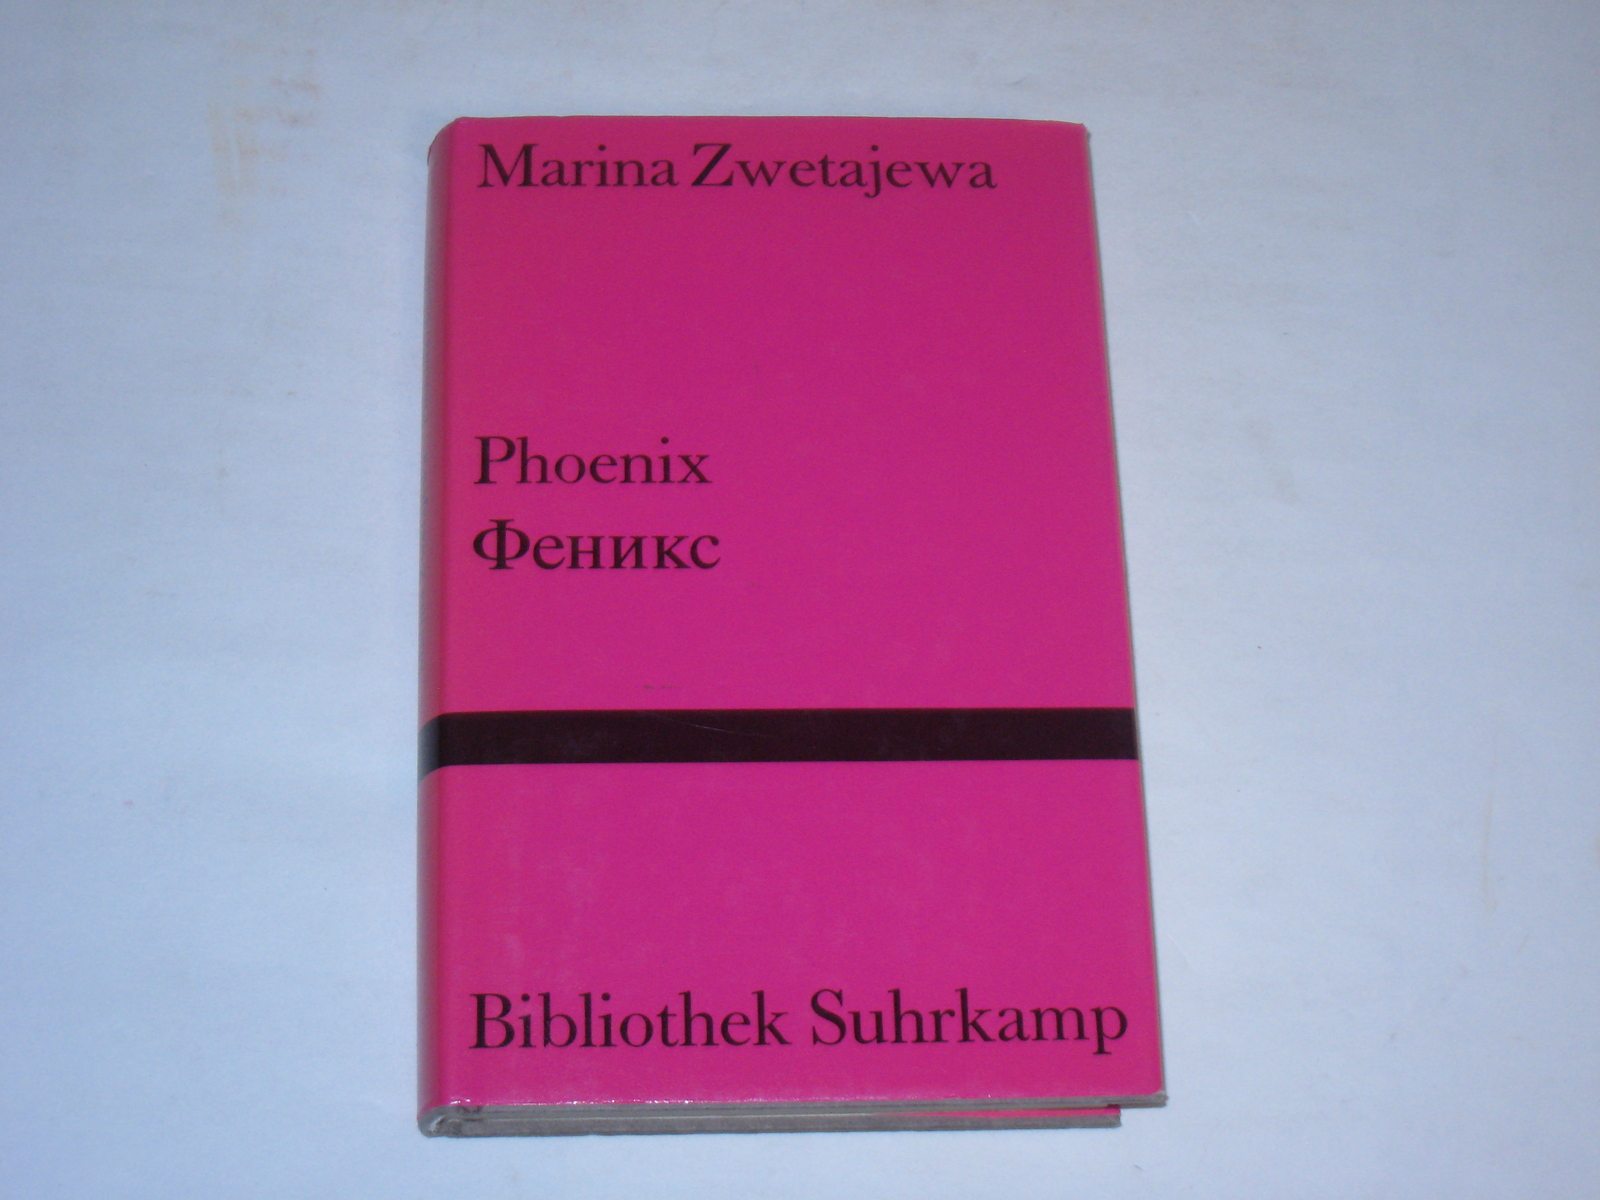 Marina Zwetajewa
Phoenix
Феникс
Bibliothek Suhrkamp